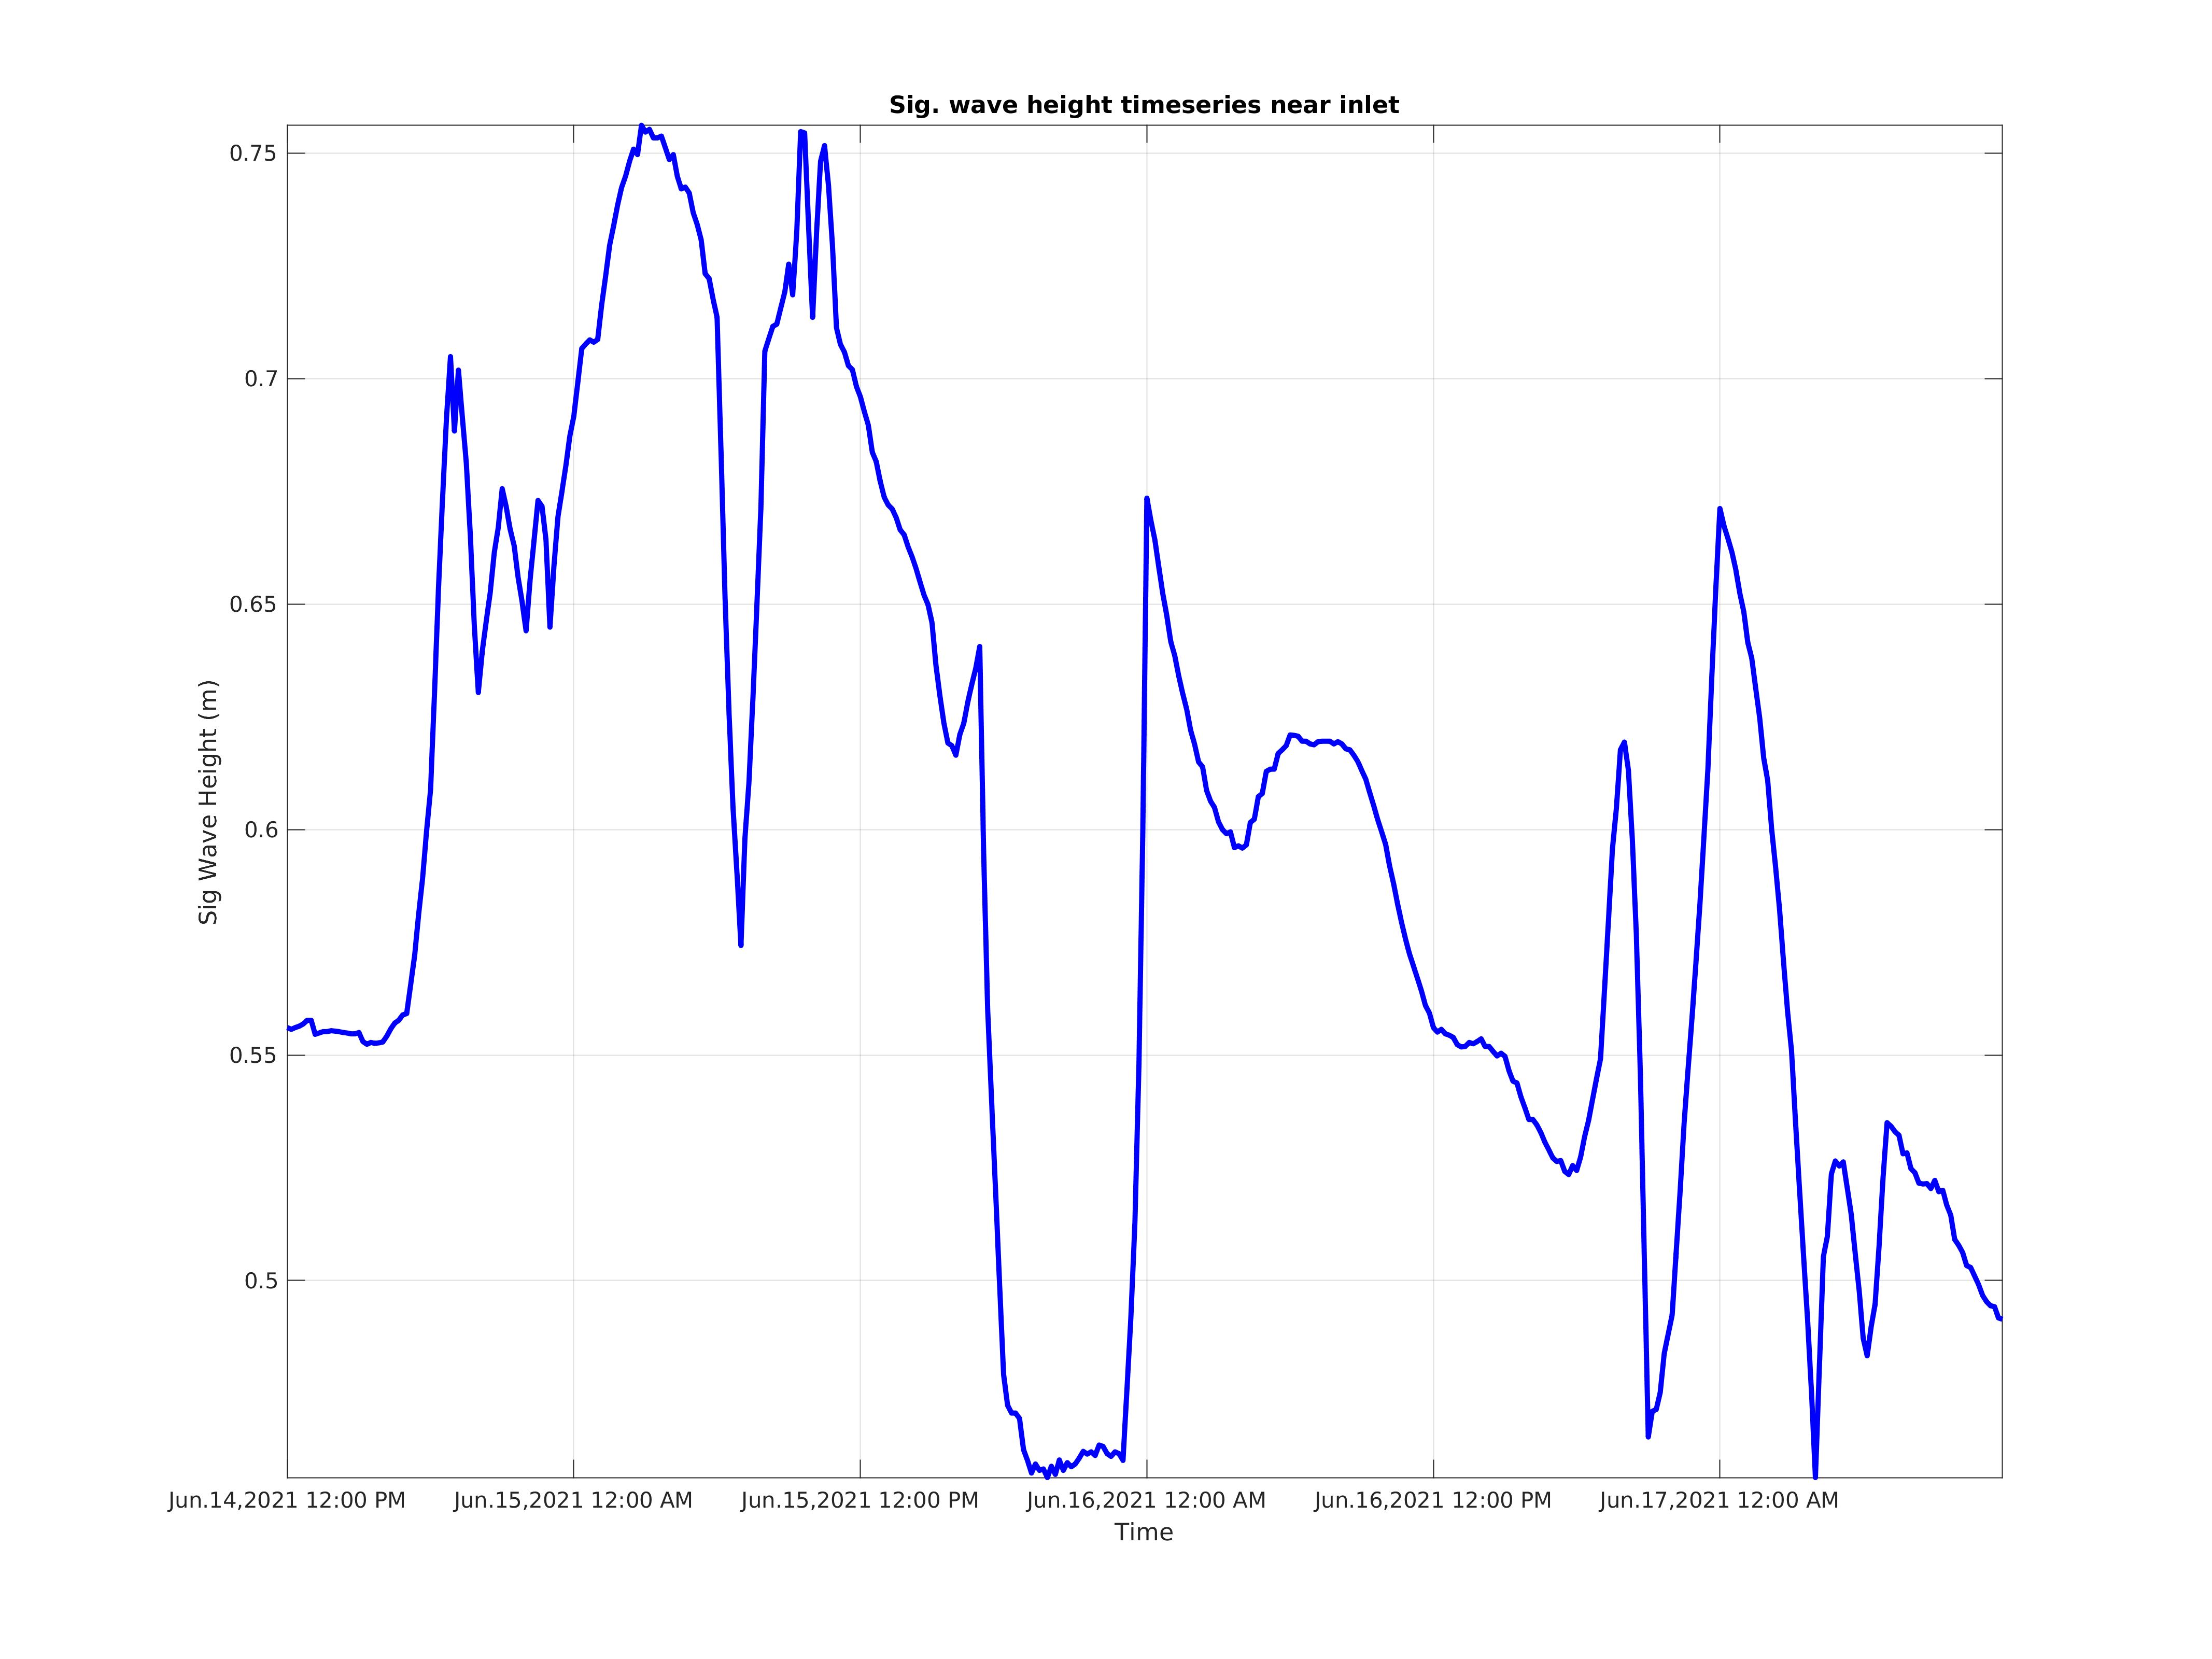 Sig. wave height timeseries near inlet
0.75
0.7
0.65
0.6
0.55
0.5
Sig Wave Height (m)
Jun.14,2021 12:00 PM Jun.15,2021 12:00 AM Jun.15,2021 12:00 PM Jun.16,2021 12:00 AM Jun.16,2021 12:00 PM Jun.17,2021 12:00 AM
Time